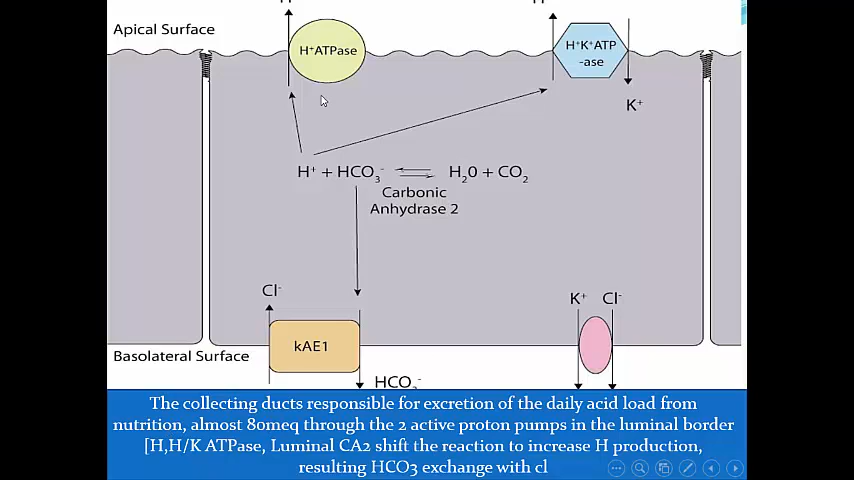 Apical Surface
H⁺ATPase
H⁺K⁺ATP
-ase
K⁺
H⁺ + HCO₃⁻ H₂0 + CO₂
Carbonic
Anhydrase 2
Cl⁻
K⁺ Cl⁻
kAE1
Basolateral Surface
HCO₃⁻
The collecting ducts responsible for excretion of the daily acid load from
nutrition, almost 80meq through the 2 active proton pumps in the luminal border
[H,H/K ATPase, Luminal CA2 shift the reaction to increase H production,
resulting HCO3 exchange with cl